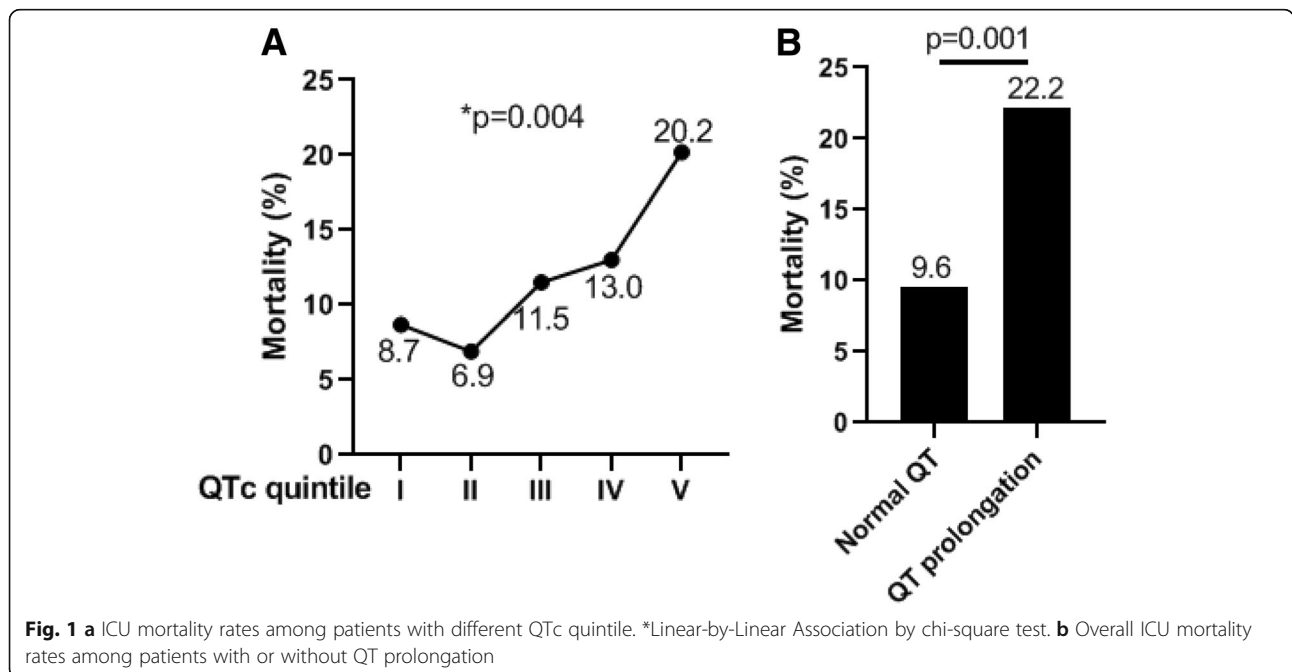 A
25
20
15
10
5
0
Mortality (%)
*p=0.004
8.7
6.9
11.5
13.0
20.2
QTc quintile I II III IV V
B
p=0.001
25
20
15
10
5
0
Mortality (%)
9.6
22.2
Normal QT
QT prolongation
Fig. 1 a ICU mortality rates among patients with different QTc quintile. *Linear-by-Linear Association by chi-square test. b Overall ICU mortality
rates among patients with or without QT prolongation